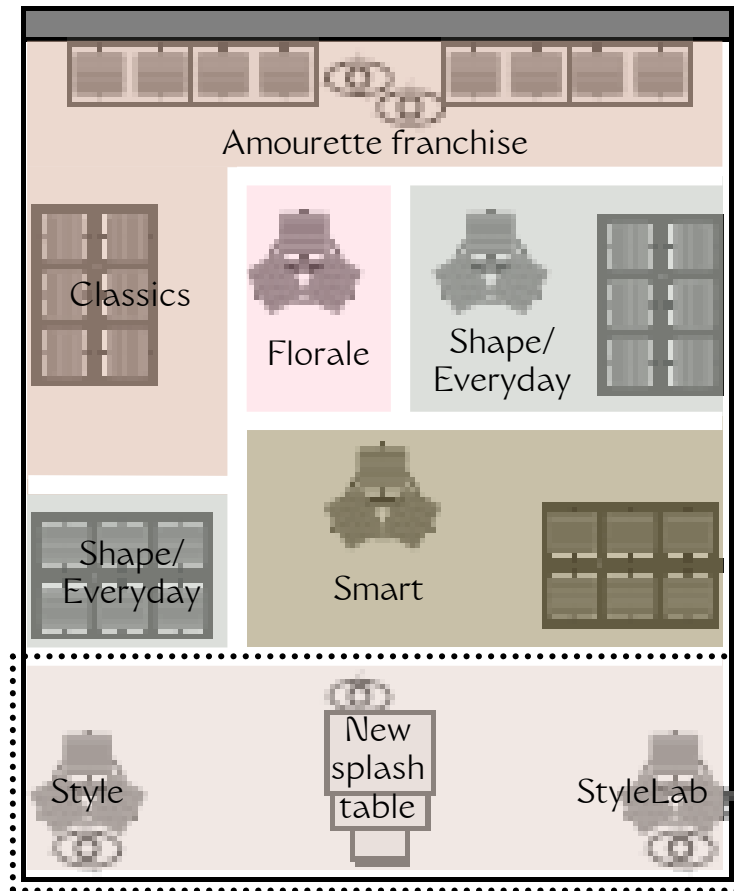 Amourette franchise
Classics
Florale
Shape/
Everyday
Shape/
Everyday
Smart
New
splash
table
Style
StyleLab